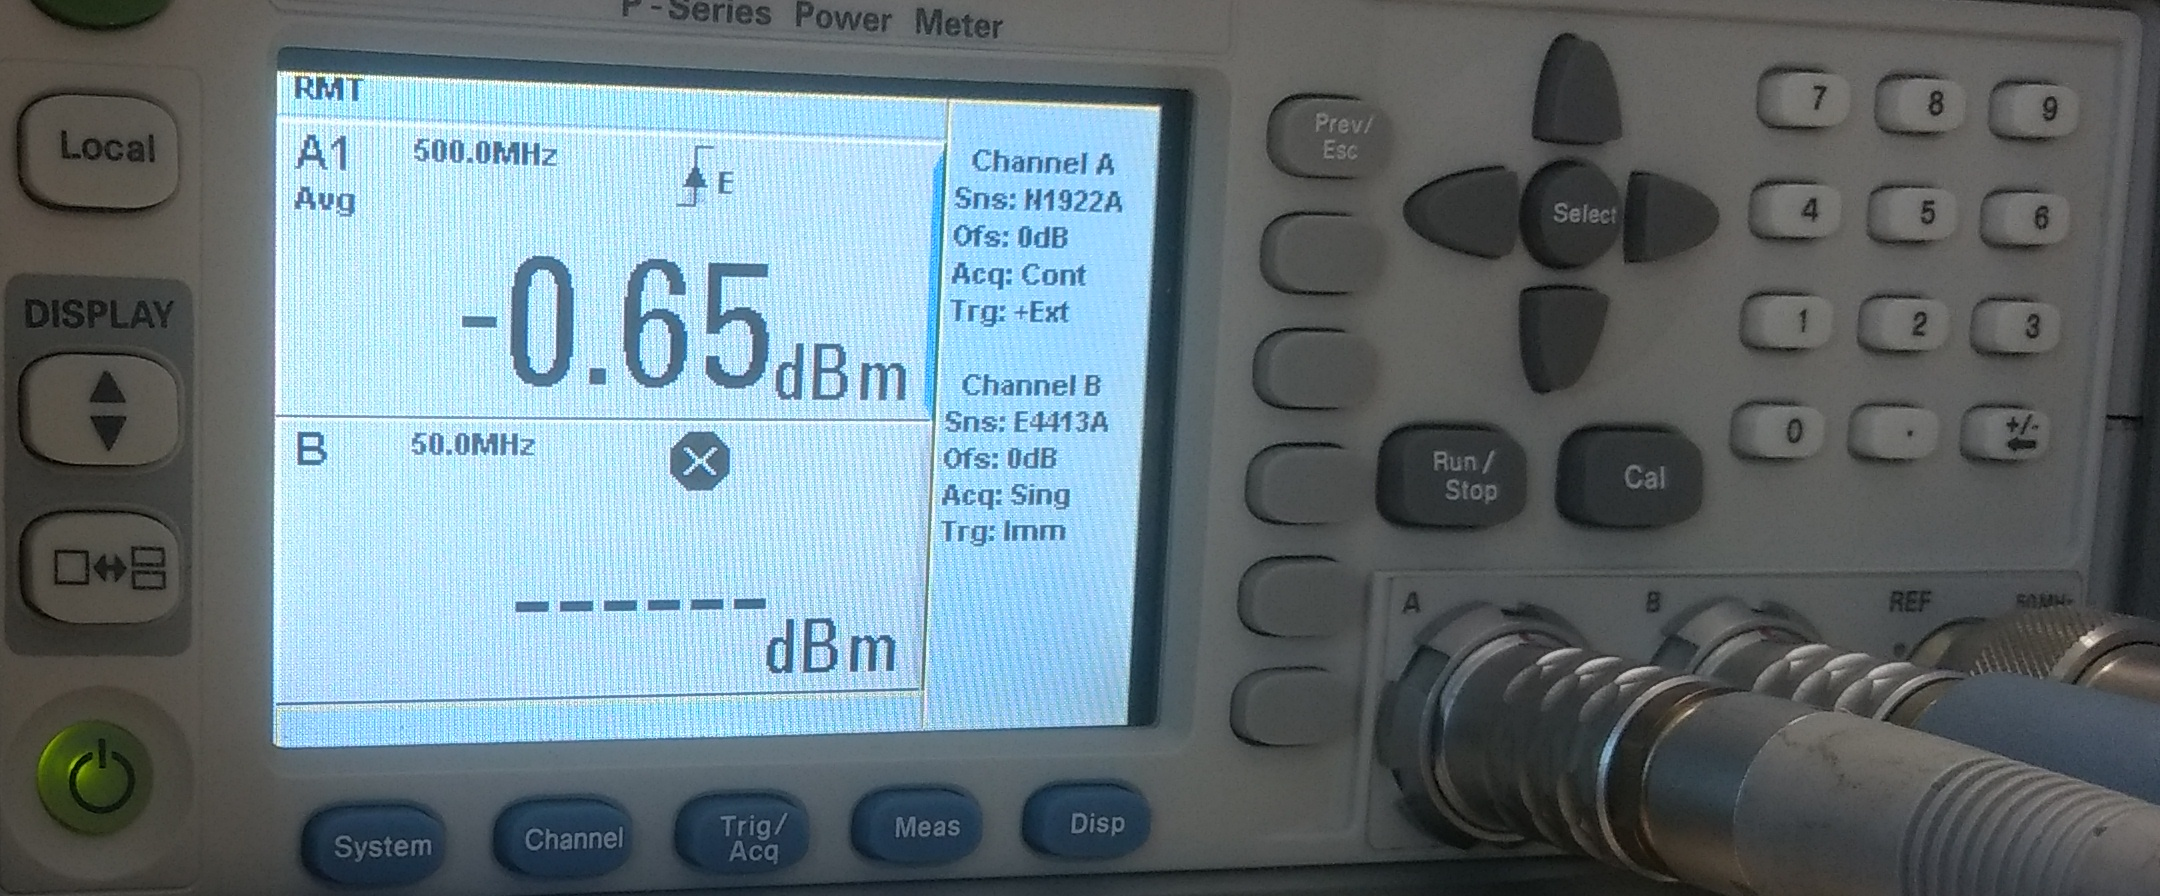 P-Series Power Meter
RMT
A1 500.0MHz E
Avg
-0.65dBm
B 50.0MHz
------
dBm
Channel A
Sns: N1922A
Ofs: 0dB
Acq: Cont
Trg: +Ext
Channel B
Sns: E4413A
Ofs: 0dB
Acq: Sing
Trg: Imm
Local
DISPLAY
System
Channel
Trig/
Acq
Meas
Disp
Prev/
Esc
Select
Run/
Stop
Cal
7 8 9
4 5 6
1 2 3
0 . +/-
A B REF 50MHz